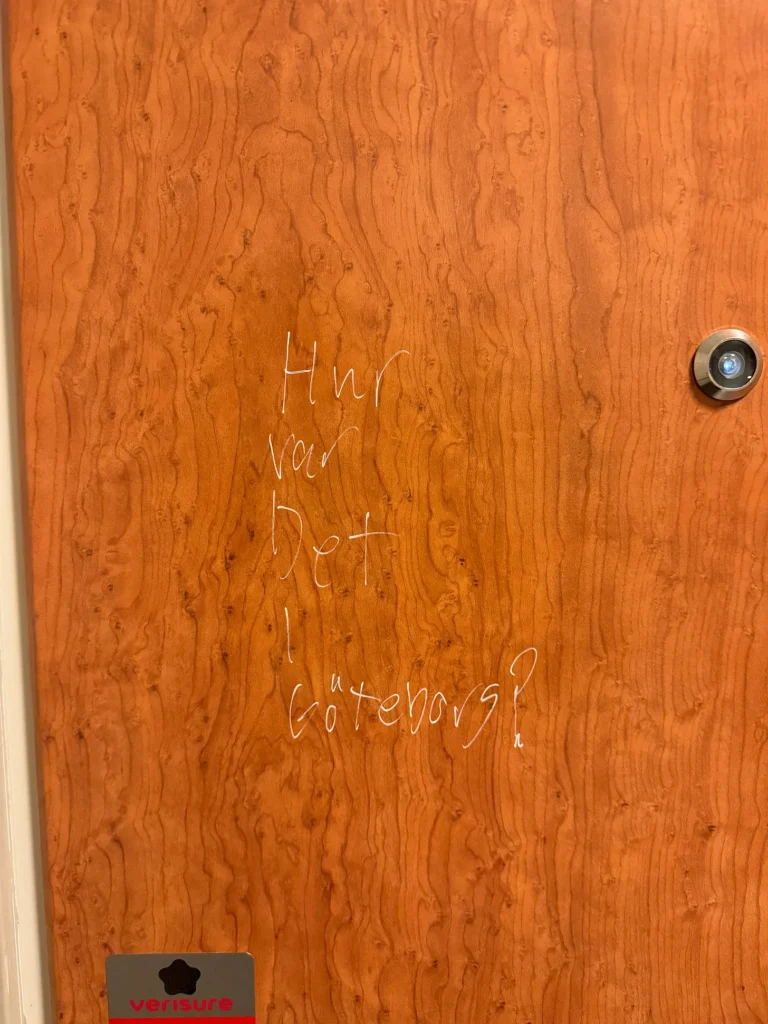 Hur
var
Det
I
Göteborg?
verisure